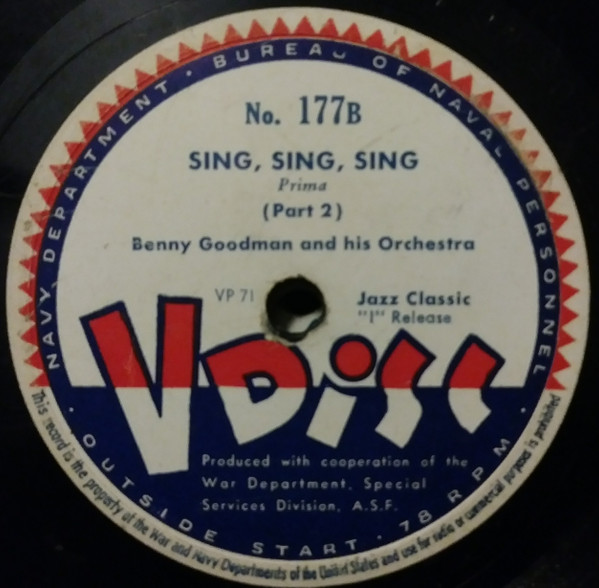 NAVY DEPARTMENT · BUREAU OF NAVAL PERSONNEL
No. 177B
SING, SING, SING
Prima
(Part 2)
Benny Goodman and his Orchestra
VP 71
Jazz Classic
"I" Release
V DiSC
Produced with cooperation of the
War Department, Special
Services Division, A.S.F.
· OUTSIDE START · 78 RPM ·
This record is the property of the War and Navy Departments of the United States and use for radio or commercial purposes is prohibited